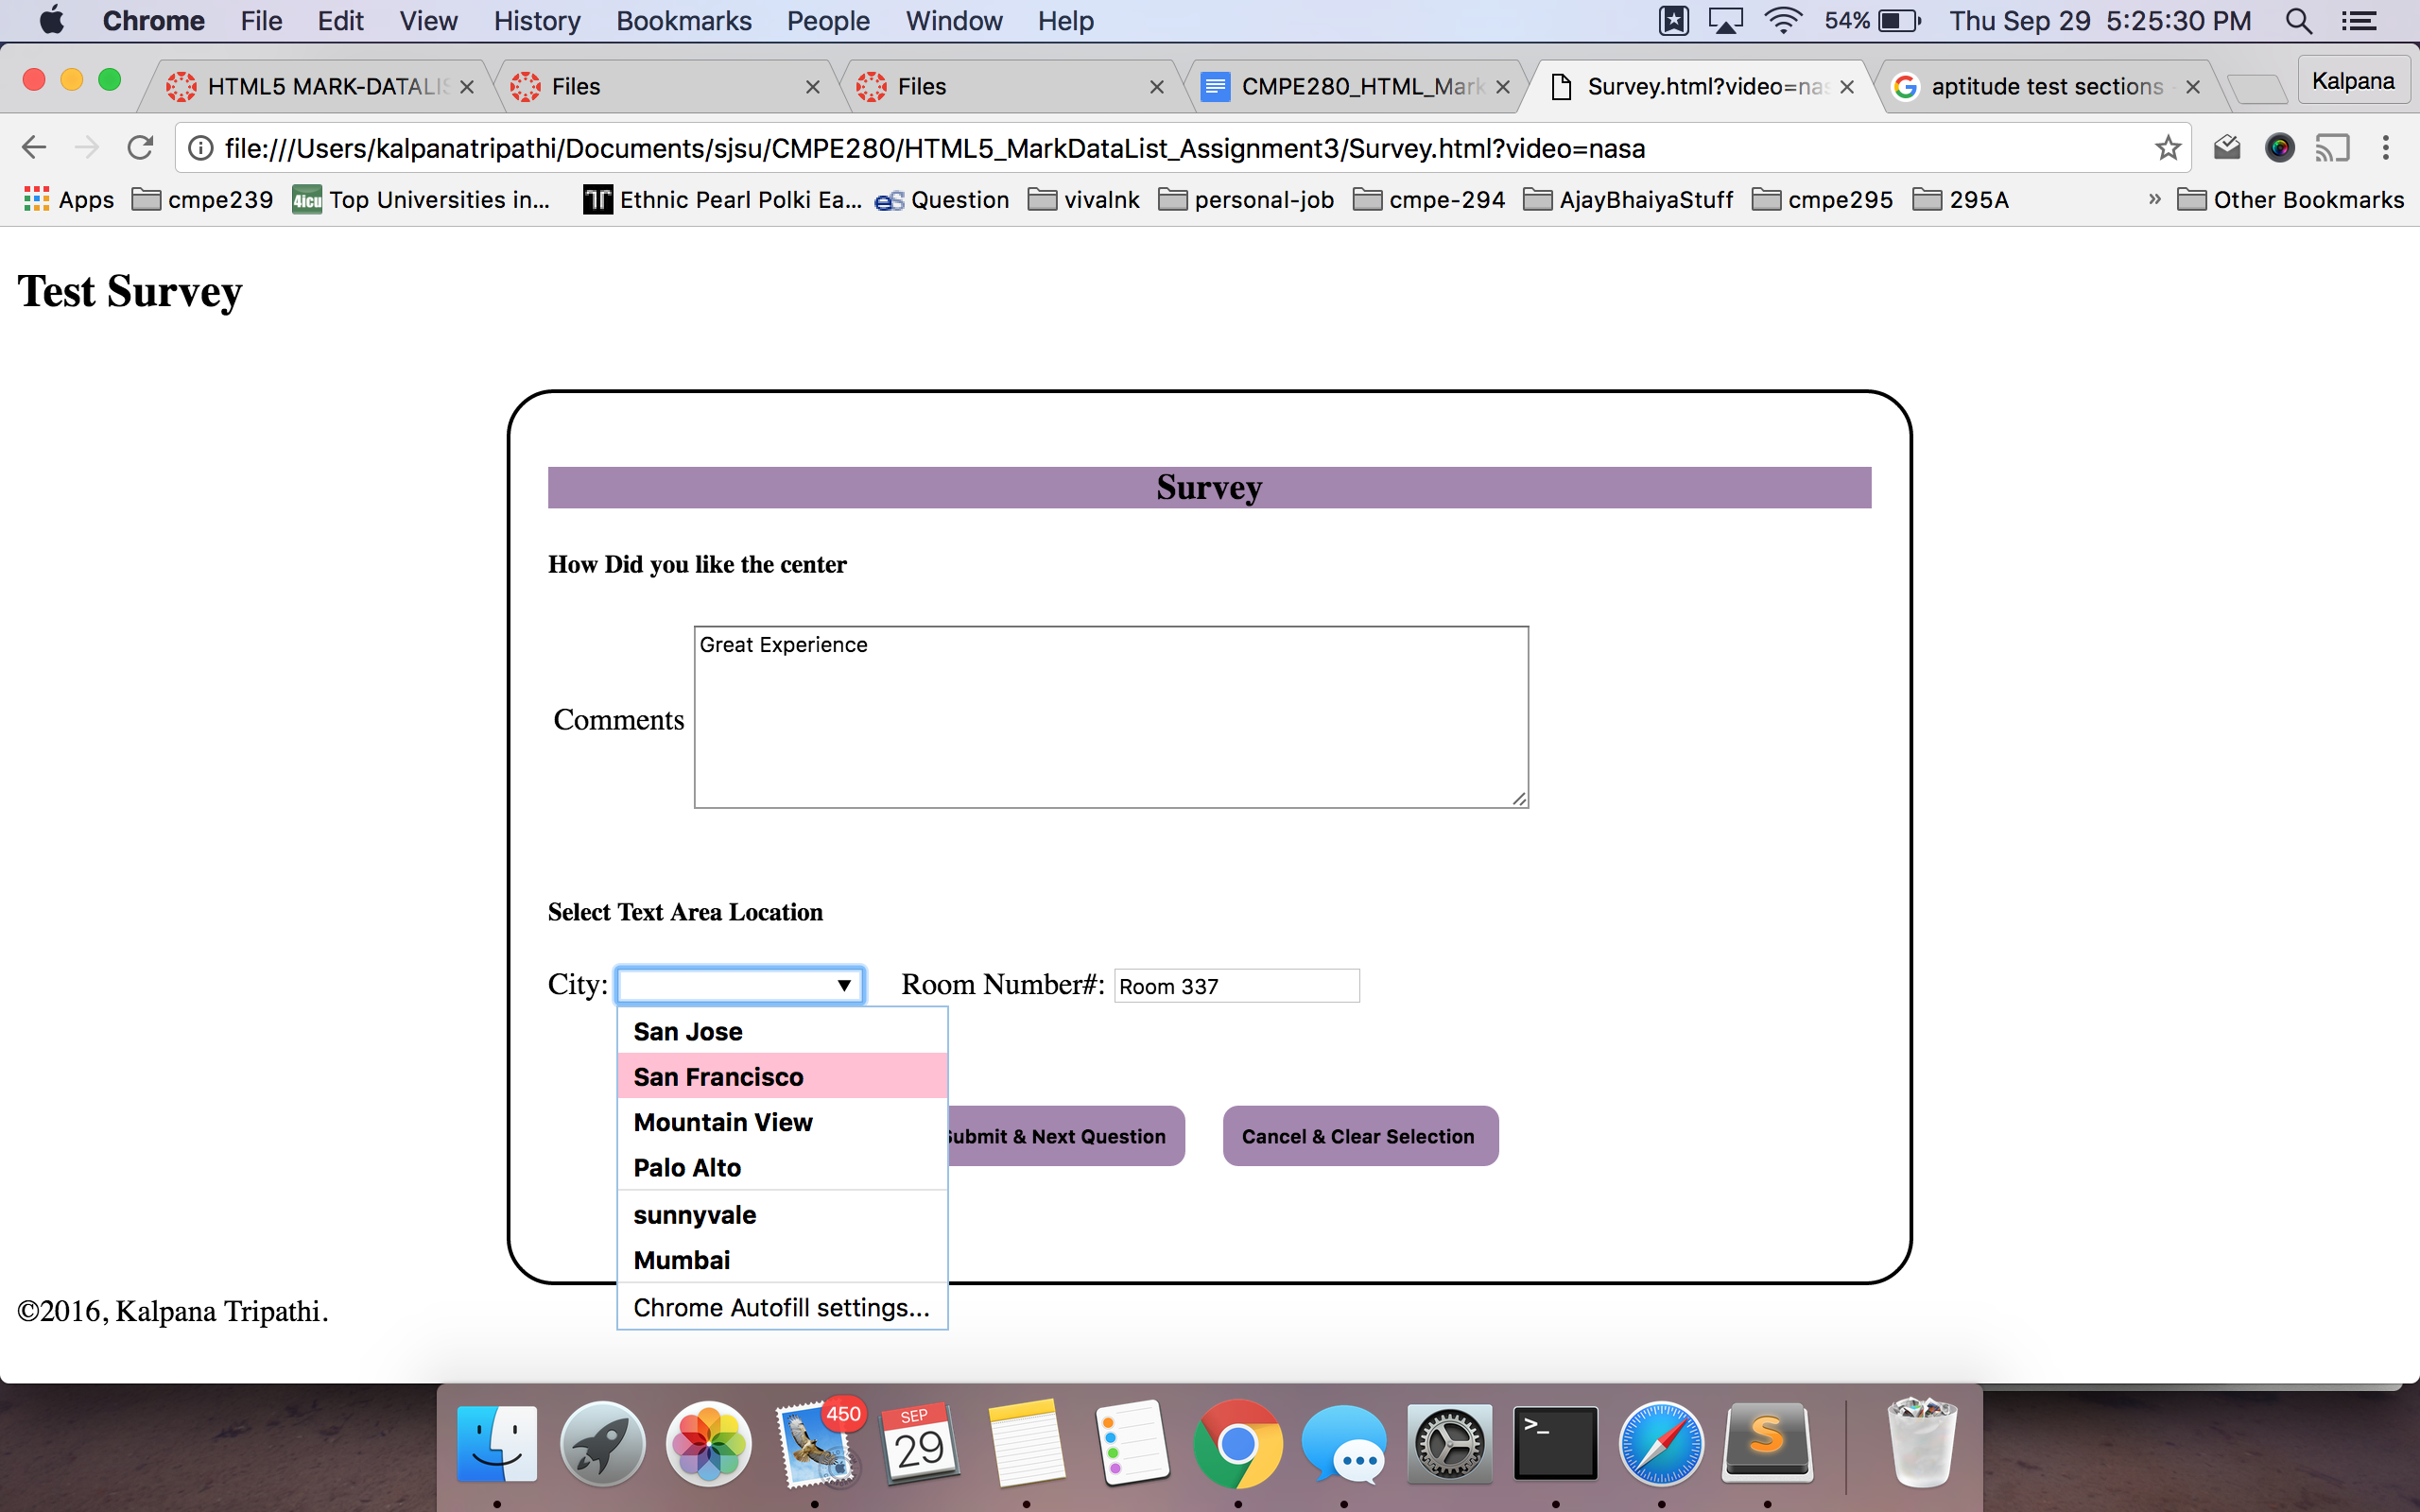 Chrome File Edit View History Bookmarks People Window Help 54% Thu Sep 29 5:25:30 PM
HTML5 MARK-DATALIS Files Files CMPE280_HTML_Mark Survey.html?video=nas aptitude test sections Kalpana
file:///Users/kalpanatripathi/Documents/sjsu/CMPE280/HTML5_MarkDataList_Assignment3/Survey.html?video=nasa
Apps cmpe239 4icu Top Universities in... Ethnic Pearl Polki Ea... eS Question vivalnk personal-job cmpe-294 AjayBhaiyaStuff cmpe295 295A » Other Bookmarks
Test Survey
Survey
How Did you like the center
Great Experience
Comments
Select Text Area Location
City: Room Number#: Room 337
San Jose
San Francisco
Mountain View
ubmit & Next Question Cancel & Clear Selection
Palo Alto
sunnyvale
Mumbai
Chrome Autofill settings...
©2016, Kalpana Tripathi.
450
SEP
29
>_
S